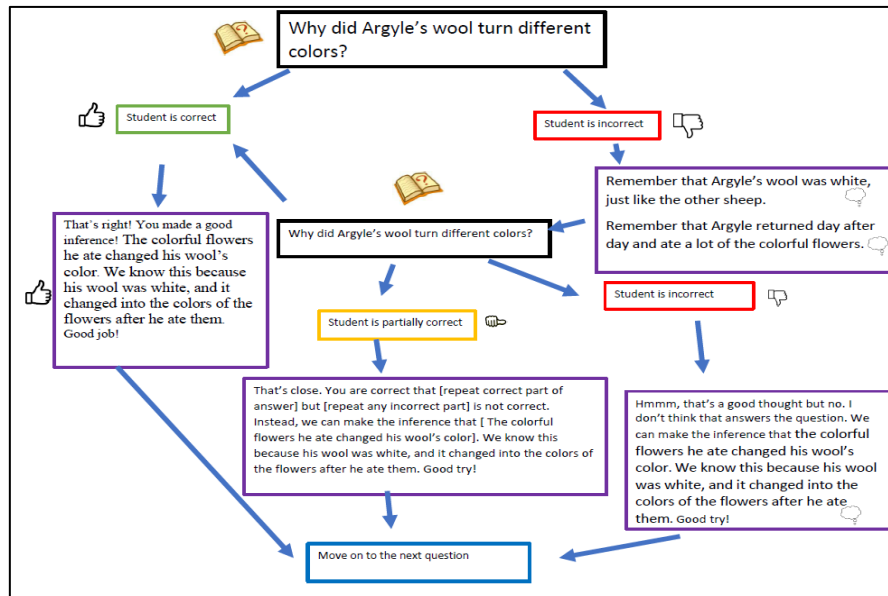 Why did Argyle's wool turn different
colors?
Student is correct
Student is incorrect
Remember that Argyle's wool was white,
just like the other sheep.
Remember that Argyle returned day after
day and ate a lot of the colorful flowers.
That's right! You made a good
inference! The colorful flowers
he ate changed his wool's
color. We know this because
his wool was white, and it
changed into the colors of the
flowers after he ate them.
Good job!
Why did Argyle's wool turn different colors?
Student is partially correct
Student is incorrect
That's close. You are correct that [repeat correct part of
answer] but [repeat any incorrect part] is not correct.
Instead, we can make the inference that [ The colorful
flowers he ate changed his wool's color]. We know this
because his wool was white, and it changed into the colors of
the flowers after he ate them. Good try!
Hmmm, that's a good thought but no. I
don't think that answers the question. We
can make the inference that the colorful
flowers he ate changed his wool's
color. We know this because his wool
was white, and it changed into the
colors of the flowers after he ate
them. Good try!
Move on to the next question